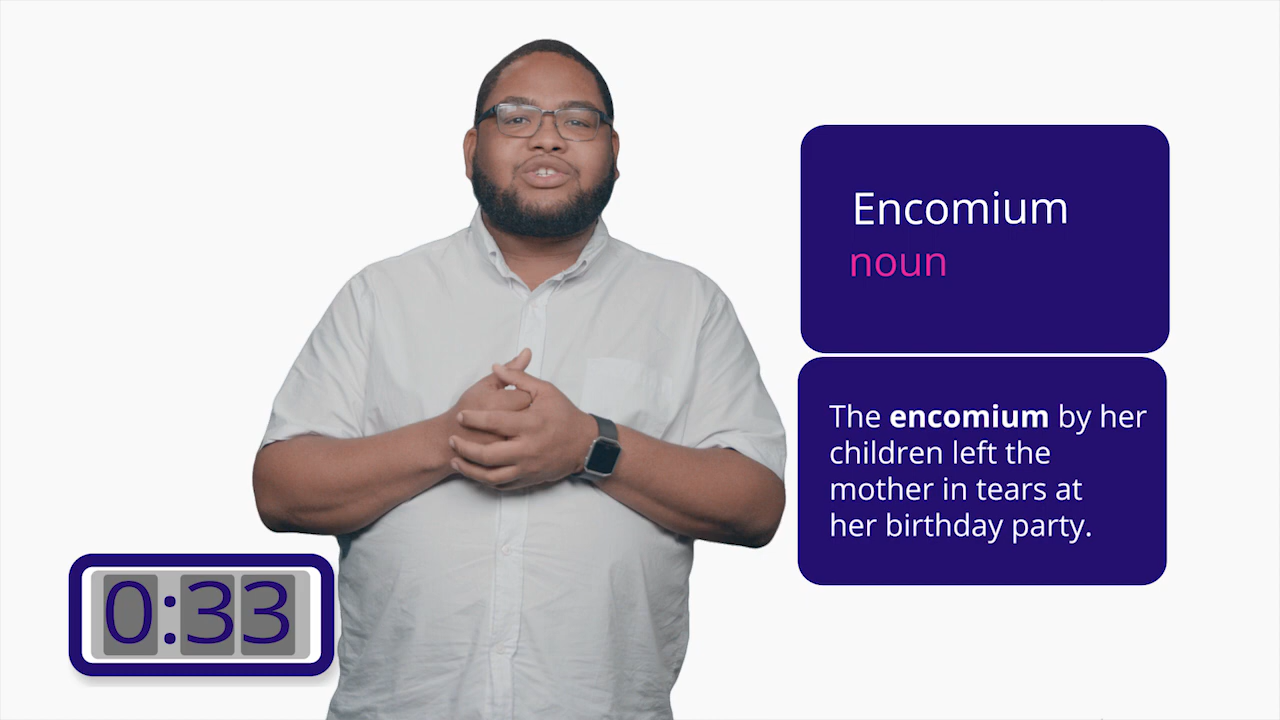 Encomium
noun
The encomium by her
children left the
mother in tears at
her birthday party.
0:33